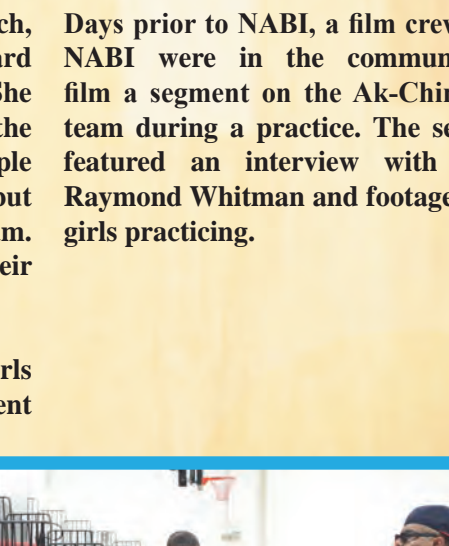 ch,
ard
She
the
ple
out
am.
eir
rls
ent
Days prior to NABI, a film crew
NABI were in the commun
film a segment on the Ak-Chin
team during a practice. The se
featured an interview with
Raymond Whitman and footage
girls practicing.